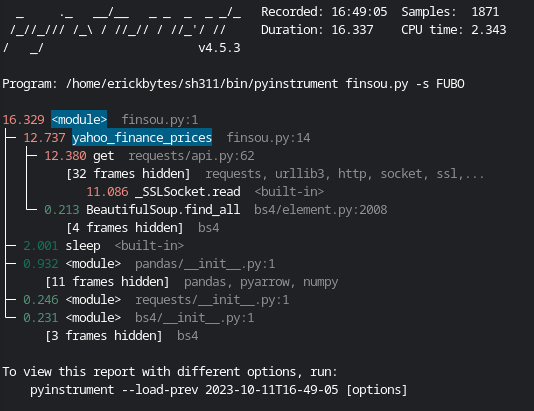 Recorded: 16:49:05  Samples:  1871
Duration: 16.337    CPU time: 2.343
v4.5.3
Program: /home/erickbytes/sh311/bin/pyinstrument finsou.py -s FUBO
16.329 <module>  finsou.py:1
12.737 yahoo_finance_prices  finsou.py:14
12.380 get  requests/api.py:62
[32 frames hidden]  requests, urllib3, http, socket, ssl,...
11.086 _SSLSocket.read  <built-in>
0.213 BeautifulSoup.find_all  bs4/element.py:2008
[4 frames hidden]  bs4
2.001 sleep  <built-in>
0.932 <module>  pandas/__init__.py:1
[11 frames hidden]  pandas, pyarrow, numpy
0.246 <module>  requests/__init__.py:1
0.231 <module>  bs4/__init__.py:1
[3 frames hidden]  bs4
To view this report with different options, run:
pyinstrument --load-prev 2023-10-11T16-49-05 [options]